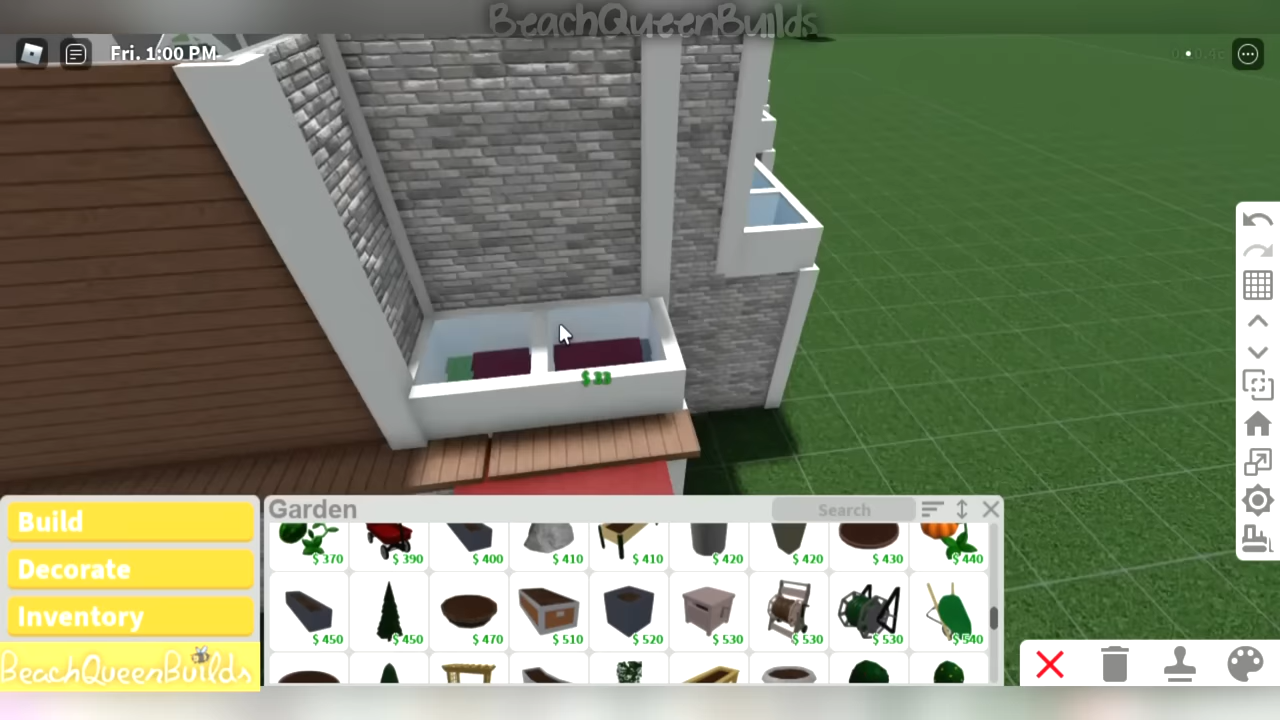 BeachQueenBuilds
Fri. 1:00 PM
$ 33
Build
Decorate
Inventory
BeachQueenBuilds
Garden
Search
$ 370 $ 390 $ 400 $ 410 $ 410 $ 420 $ 420 $ 430 $ 440
$ 450 $ 450 $ 470 $ 510 $ 520 $ 530 $ 530 $ 530 $ 540